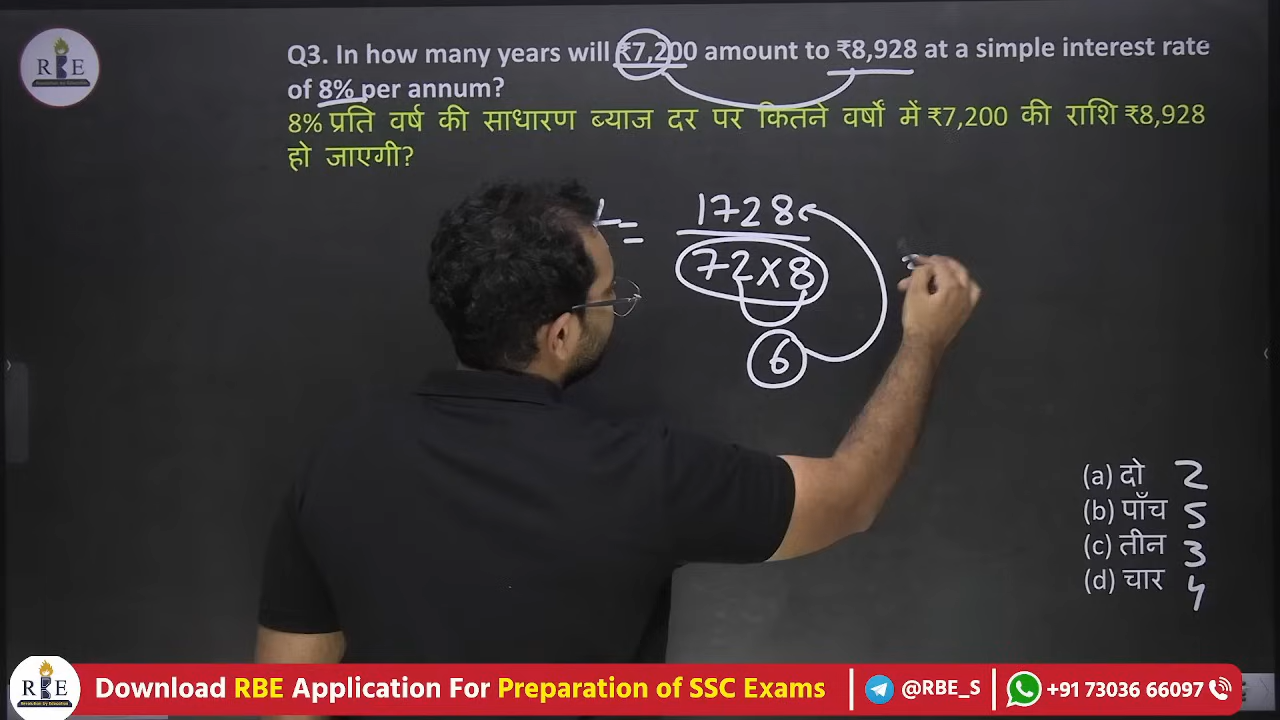 Q3. In how many years will ₹7,200 amount to ₹8,928 at a simple interest rate
of 8% per annum?
8% प्रति वर्ष की साधारण ब्याज दर पर कितने वर्षों में ₹7,200 की राशि ₹8,928
हो जाएगी?
RBE
= 1728
72×8
6
(a) दो 2
(b) पाँच 5
(c) तीन 3
(d) चार 4
RBE
Download RBE Application For Preparation of SSC Exams @RBE_S +91 73036 66097